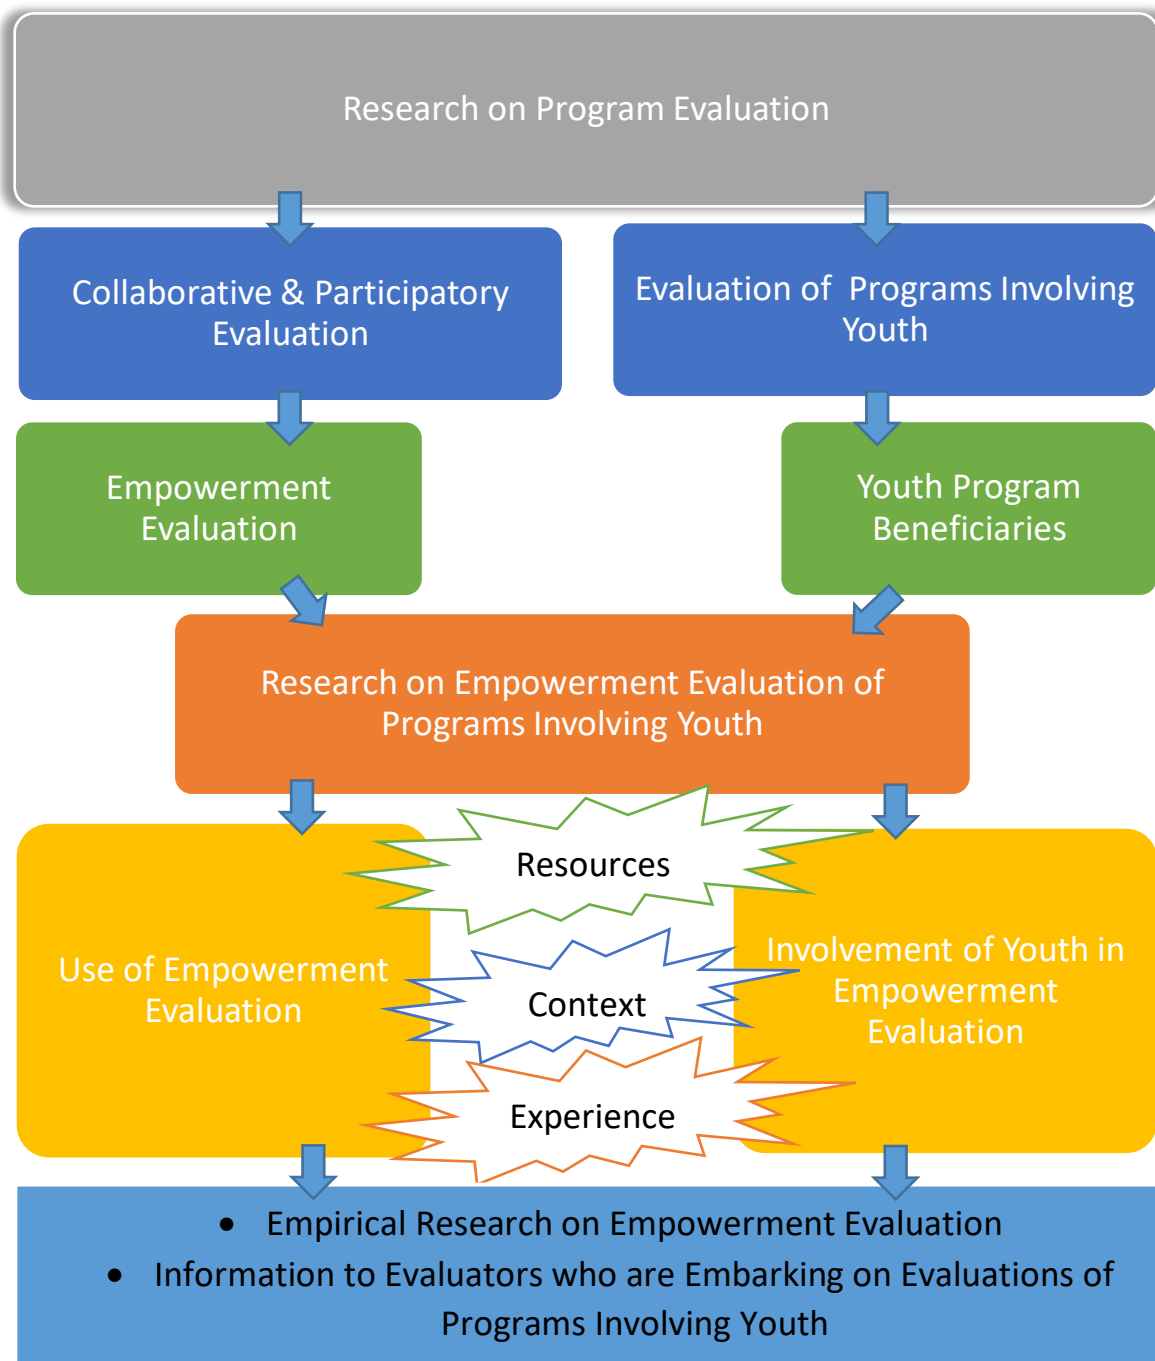 Research on Program Evaluation
Collaborative & Participatory
Evaluation
Evaluation of  Programs Involving
Youth
Empowerment
Evaluation
Youth Program
Beneficiaries
Research on Empowerment Evaluation of
Programs Involving Youth
Resources
Use of Empowerment
Evaluation
Context
Involvement of Youth in
Empowerment
Evaluation
Experience
• Empirical Research on Empowerment Evaluation
• Information to Evaluators who are Embarking on Evaluations of
Programs Involving Youth